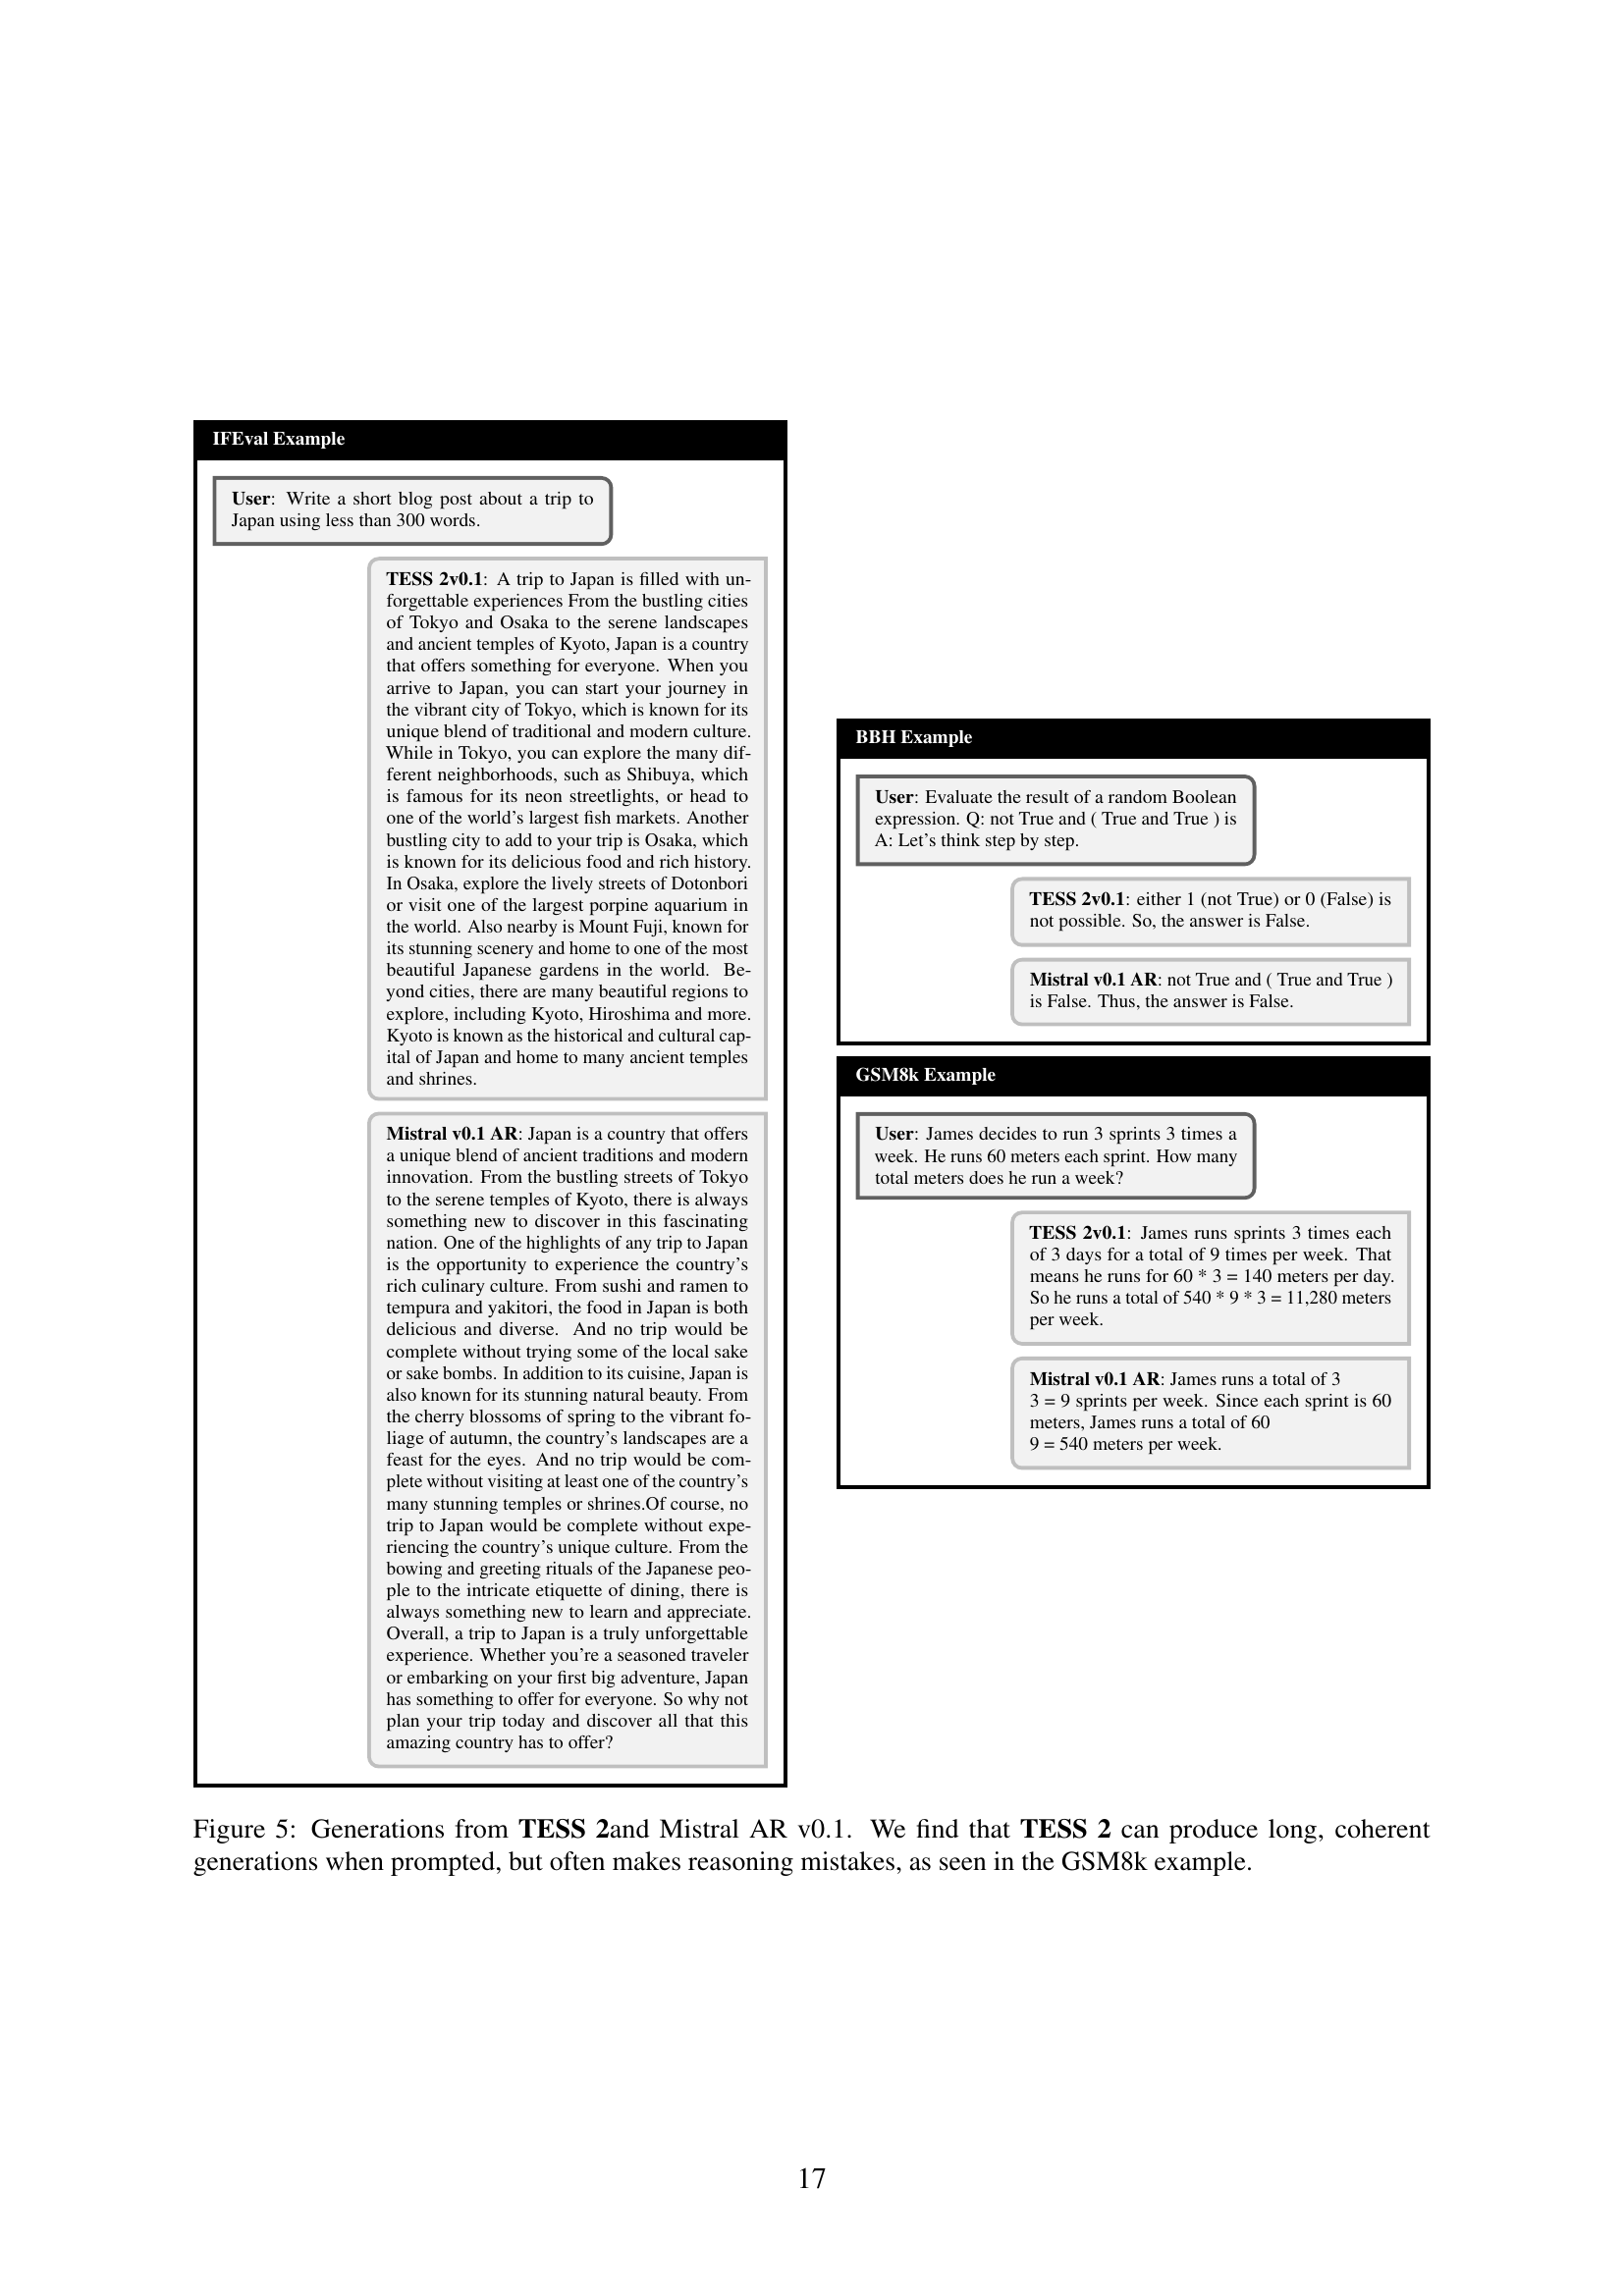 IFEval Example
User: Write a short blog post about a trip to
Japan using less than 300 words.
TESS 2v0.1: A trip to Japan is filled with un-
forgettable experiences From the bustling cities
of Tokyo and Osaka to the serene landscapes
and ancient temples of Kyoto, Japan is a country
that offers something for everyone. When you
arrive to Japan, you can start your journey in
the vibrant city of Tokyo, which is known for its
unique blend of traditional and modern culture.
While in Tokyo, you can explore the many dif-
ferent neighborhoods, such as Shibuya, which
is famous for its neon streetlights, or head to
one of the world's largest fish markets. Another
bustling city to add to your trip is Osaka, which
is known for its delicious food and rich history.
In Osaka, explore the lively streets of Dotonbori
or visit one of the largest porpine aquarium in
the world. Also nearby is Mount Fuji, known for
its stunning scenery and home to one of the most
beautiful Japanese gardens in the world. Be-
yond cities, there are many beautiful regions to
explore, including Kyoto, Hiroshima and more.
Kyoto is known as the historical and cultural cap-
ital of Japan and home to many ancient temples
and shrines.
Mistral v0.1 AR: Japan is a country that offers
a unique blend of ancient traditions and modern
innovation. From the bustling streets of Tokyo
to the serene temples of Kyoto, there is always
something new to discover in this fascinating
nation. One of the highlights of any trip to Japan
is the opportunity to experience the country's
rich culinary culture. From sushi and ramen to
tempura and yakitori, the food in Japan is both
delicious and diverse. And no trip would be
complete without trying some of the local sake
or sake bombs. In addition to its cuisine, Japan is
also known for its stunning natural beauty. From
the cherry blossoms of spring to the vibrant fo-
liage of autumn, the country's landscapes are a
feast for the eyes. And no trip would be com-
plete without visiting at least one of the country's
many stunning temples or shrines.Of course, no
trip to Japan would be complete without expe-
riencing the country's unique culture. From the
bowing and greeting rituals of the Japanese peo-
ple to the intricate etiquette of dining, there is
always something new to learn and appreciate.
Overall, a trip to Japan is a truly unforgettable
experience. Whether you're a seasoned traveler
or embarking on your first big adventure, Japan
has something to offer for everyone. So why not
plan your trip today and discover all that this
amazing country has to offer?
BBH Example
User: Evaluate the result of a random Boolean
expression. Q: not True and ( True and True ) is
A: Let's think step by step.
TESS 2v0.1: either 1 (not True) or 0 (False) is
not possible. So, the answer is False.
Mistral v0.1 AR: not True and ( True and True )
is False. Thus, the answer is False.
GSM8k Example
User: James decides to run 3 sprints 3 times a
week. He runs 60 meters each sprint. How many
total meters does he run a week?
TESS 2v0.1: James runs sprints 3 times each
of 3 days for a total of 9 times per week. That
means he runs for 60 * 3 = 140 meters per day.
So he runs a total of 540 * 9 * 3 = 11,280 meters
per week.
Mistral v0.1 AR: James runs a total of 3
3 = 9 sprints per week. Since each sprint is 60
meters, James runs a total of 60
9 = 540 meters per week.
Figure 5: Generations from TESS 2and Mistral AR v0.1. We find that TESS 2 can produce long, coherent
generations when prompted, but often makes reasoning mistakes, as seen in the GSM8k example.
17